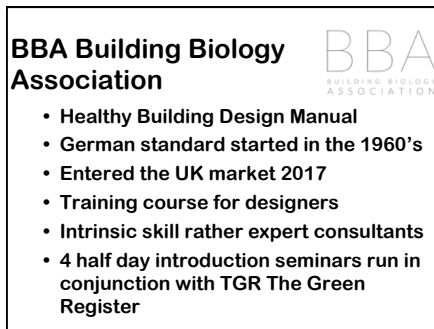 BBA Building Biology
Association
BBA
BUILDING BIOLOGY
ASSOCIATION
• Healthy Building Design Manual
• German standard started in the 1960’s
• Entered the UK market 2017
• Training course for designers
• Intrinsic skill rather expert consultants
• 4 half day introduction seminars run in
conjunction with TGR The Green
Register